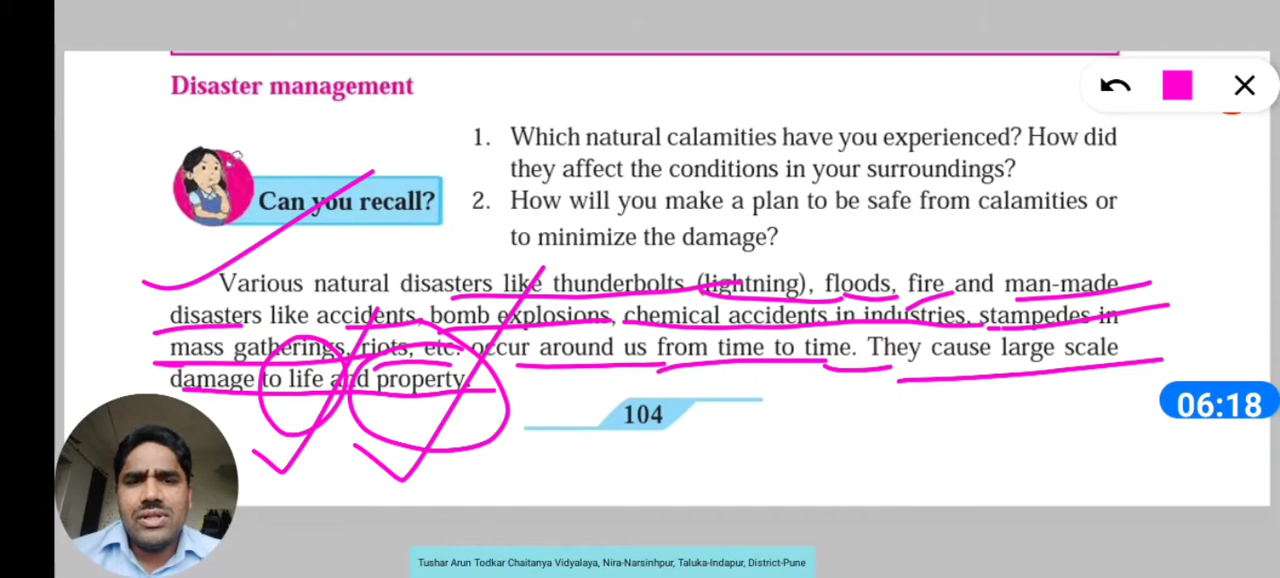 Disaster management
1. Which natural calamities have you experienced? How did
they affect the conditions in your surroundings?
Can you recall?
2. How will you make a plan to be safe from calamities or
to minimize the damage?
Various natural disasters like thunderbolts (lightning), floods, fire and man-made
disasters like accidents, bomb explosions, chemical accidents in industries, stampedes in
mass gatherings, riots, etc. occur around us from time to time. They cause large scale
damage to life and property.
104
06:18
Tushar Arun Todkar Chaitanya Vidyalaya, Nira-Narsinhpur, Taluka-Indapur, District-Pune